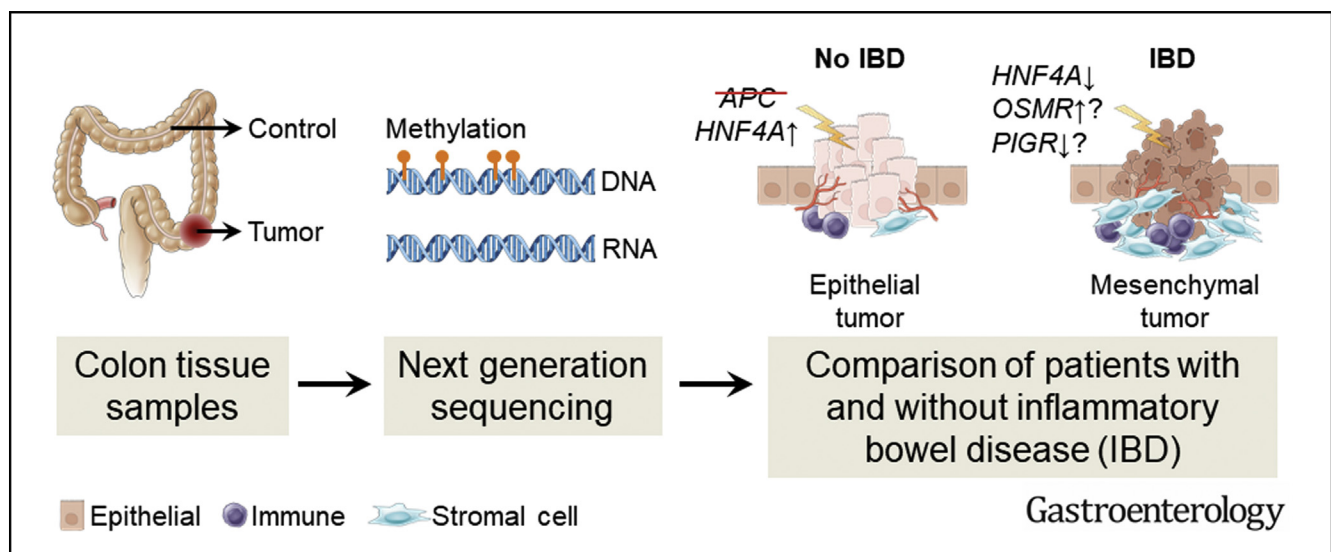 Control
Tumor
Methylation
DNA
RNA
No IBD
APC
HNF4A↑
Epithelial
tumor
IBD
HNF4A↓
OSMR↑?
PIGR↓?
Mesenchymal
tumor
Colon tissue
samples
Next generation
sequencing
Comparison of patients with
and without inflammatory
bowel disease (IBD)
Epithelial
Immune
Stromal cell
Gastroenterology